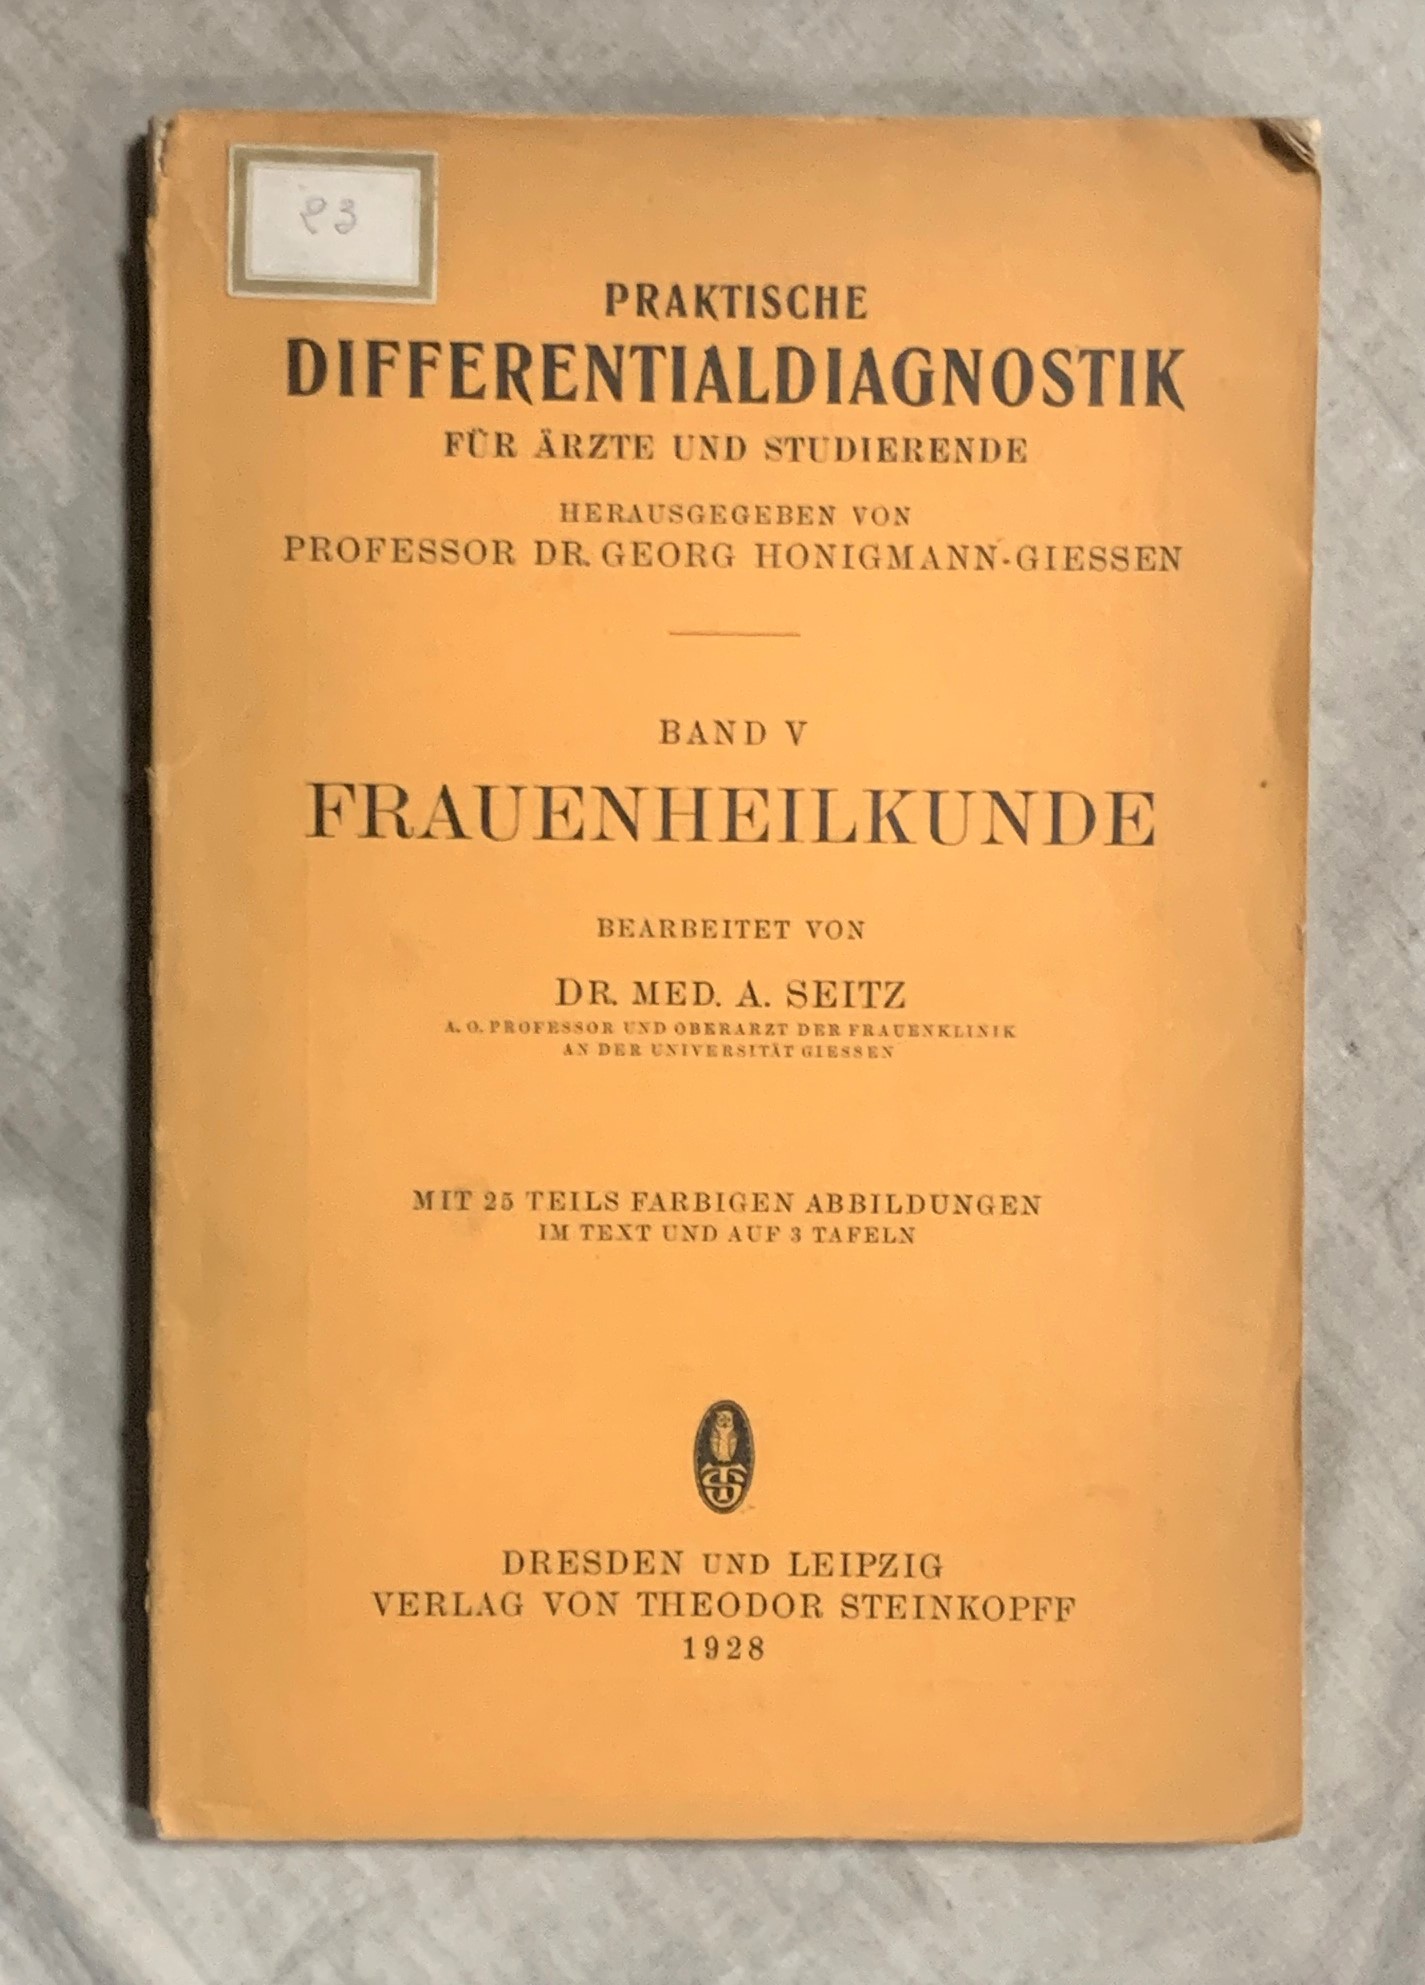 PRAKTISCHE
DIFFERENTIALDIAGNOSTIK
FÜR ÄRZTE UND STUDIERENDE
HERAUSGEGEBEN VON
PROFESSOR DR. GEORG HONIGMANN-GIESSEN
BAND V
FRAUENHEILKUNDE
BEARBEITET VON
DR. MED. A. SEITZ
A. O. PROFESSOR UND OBERARZT DER FRAUENKLINIK
AN DER UNIVERSITÄT GIESSEN
MIT 25 TEILS FARBIGEN ABBILDUNGEN
IM TEXT UND AUF 3 TAFELN
DRESDEN UND LEIPZIG
VERLAG VON THEODOR STEINKOPFF
1928